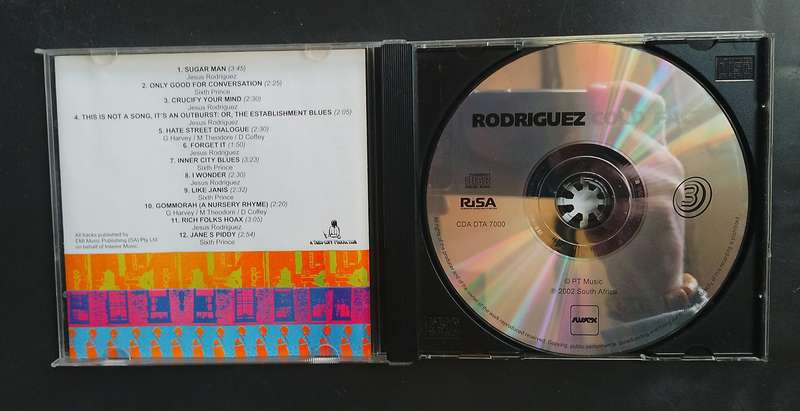 1. SUGAR MAN (3:45)
Jesus Rodriguez
2. ONLY GOOD FOR CONVERSATION (2:25)
Sixth Prince
3. CRUCIFY YOUR MIND (2:30)
Jesus Rodriguez
4. THIS IS NOT A SONG, IT'S AN OUTBURST: OR, THE ESTABLISHMENT BLUES (2:05)
Jesus Rodriguez
5. HATE STREET DIALOGUE (2:30)
G Harvey / M Theodore / D Coffey
6. FORGET IT (1:50)
Jesus Rodriguez
7. INNER CITY BLUES (3:23)
Sixth Prince
8. I WONDER (2:30)
Jesus Rodriguez
9. LIKE JANIS (2:32)
Sixth Prince
10. GOMMORAH (A NURSERY RHYME) (2:20)
G Harvey / M Theodore / D Coffey
11. RICH FOLKS HOAX (3:05)
Jesus Rodriguez
12. JANE S PIDDY (2:54)
Sixth Prince
All tracks published by
EMI Music Publishing (SA) Pty Ltd.
on behalf of Interior Music.
RODRIGUEZ COLD FAC
RiSA
CDA DTA 7000
3
© PT Music
℗ 2002 South Africa